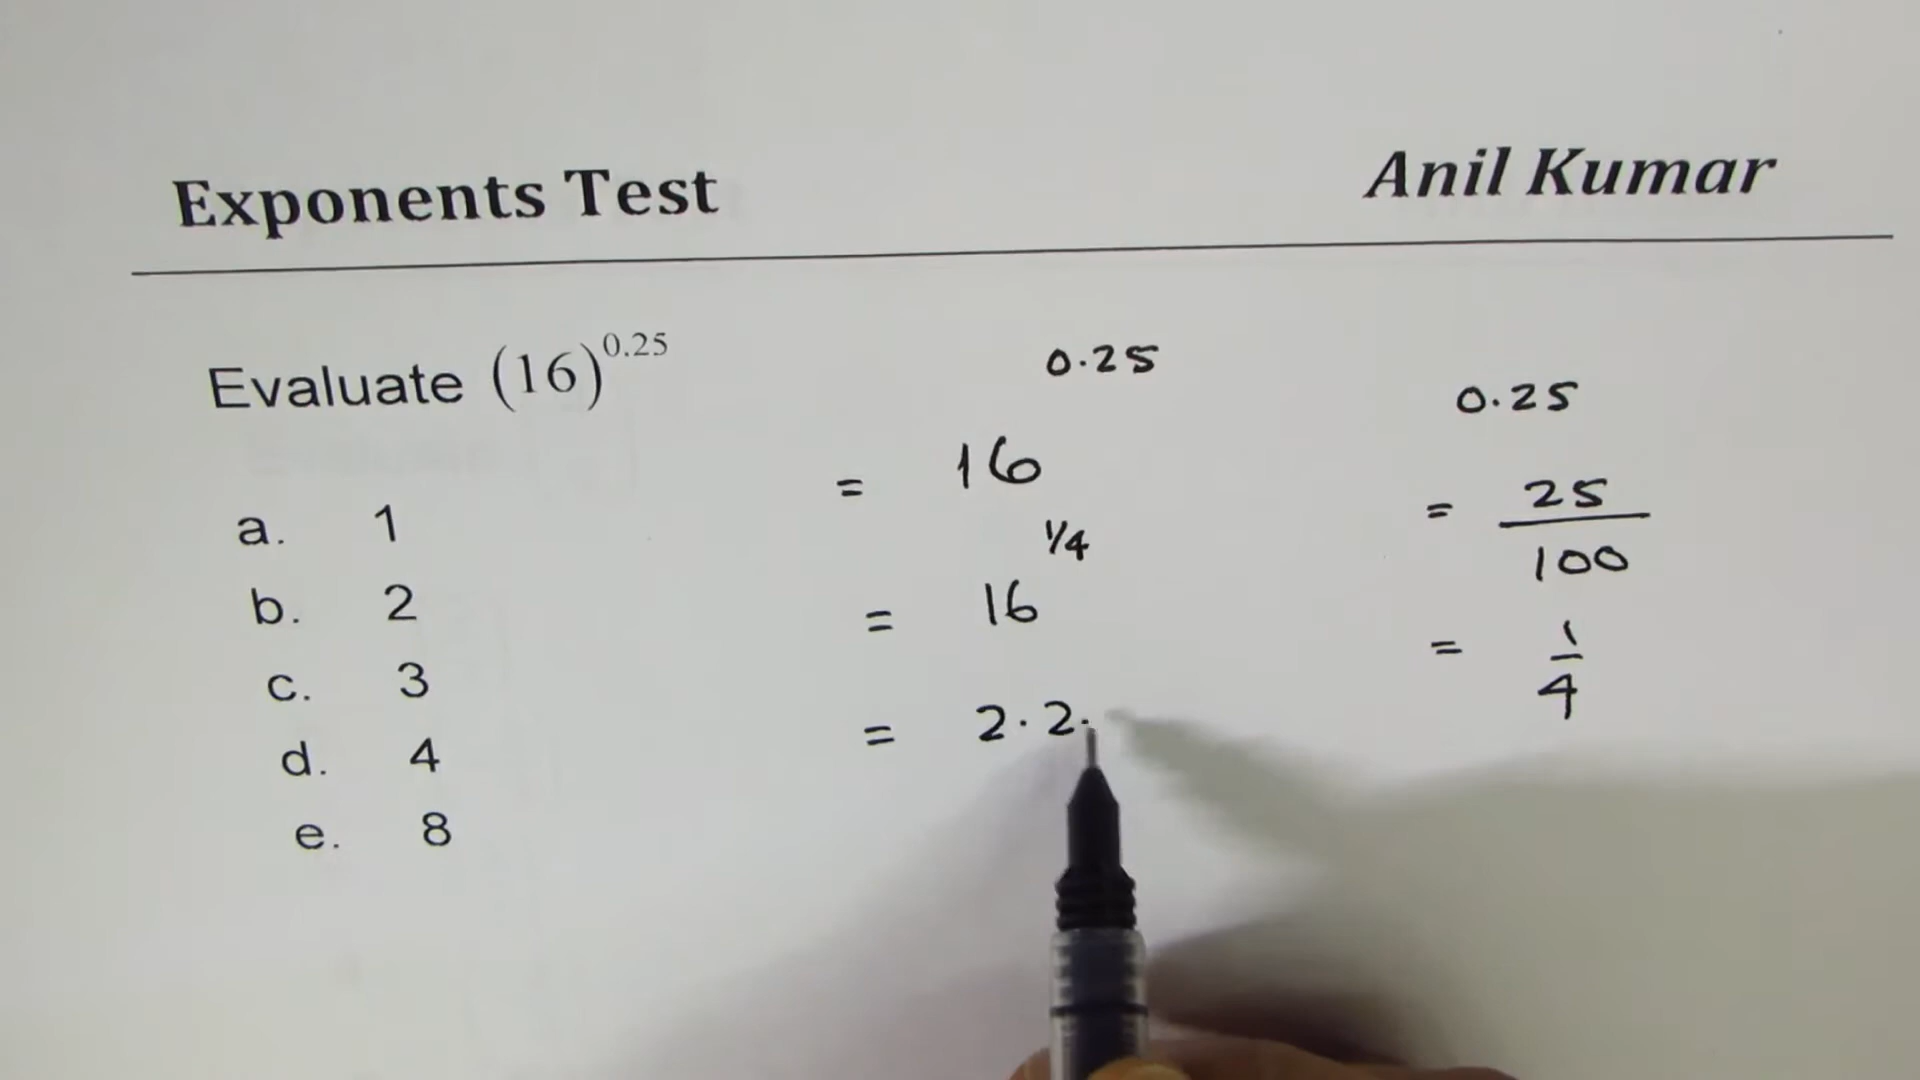 Exponents Test
Anil Kumar
Evaluate (16)^0.25
a. 1
b. 2
c. 3
d. 4
e. 8
= 16^0.25
= 16^1/4
= 2·2·
0.25
= 25/100
= 1/4